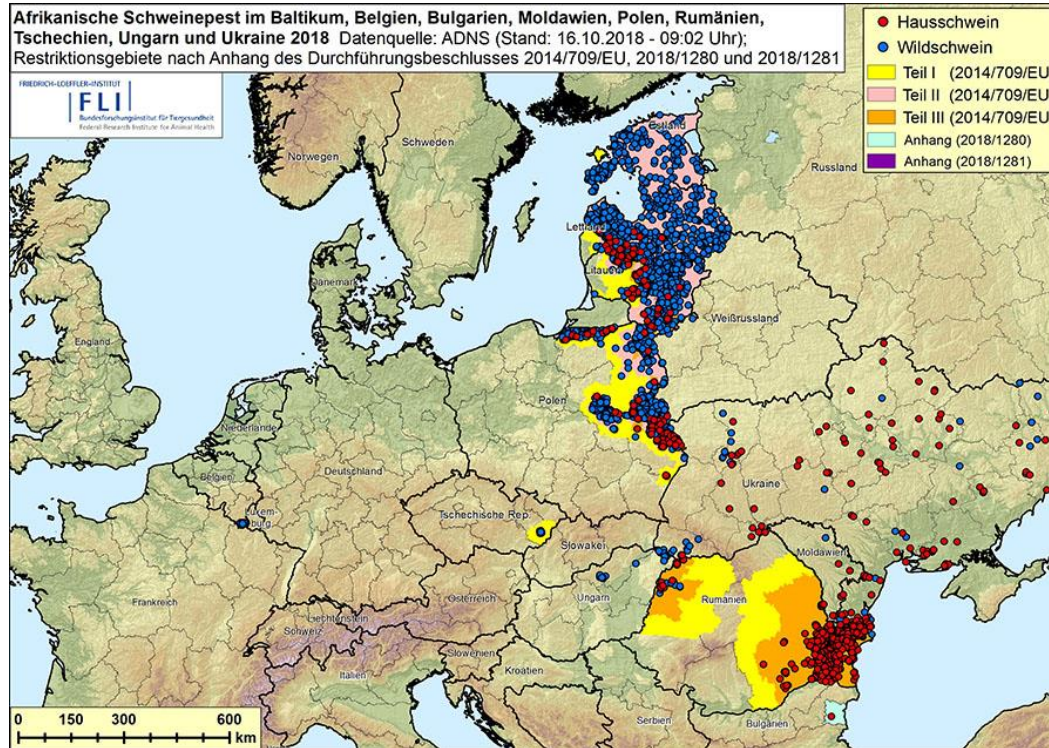 Afrikanische Schweinepest im Baltikum, Belgien, Bulgarien, Moldawien, Polen, Rumänien,
Tschechien, Ungarn und Ukraine 2018 Datenquelle: ADNS (Stand: 16.10.2018 - 09:02 Uhr);
Restriktionsgebiete nach Anhang des Durchführungsbeschlusses 2014/709/EU, 2018/1280 und 2018/1281
FRIEDRICH-LOEFFLER-INSTITUT
FLI
Bundesforschungsinstitut für Tiergesundheit
Federal Research Institute for Animal Health
Hausschwein
Wildschwein
Teil I (2014/709/EU
Teil II (2014/709/EU
Teil III (2014/709/EU
Anhang (2018/1280)
Anhang (2018/1281)
Norwegen
Schweden
Estland
Russland
Lettland
Litauen
Dänemark
Weißrussland
England
Niederlande
Polen
Belgien
Deutschland
Luxem-
burg
Ukraine
Tschechische Rep.
Slowakei
Moldawien
Frankreich
Österreich
Ungarn
Rumänien
Liechtenstein
Schweiz
Slowenien
Italien
Kroatien
Serbien
Bulgarien
0 150 300 600
km